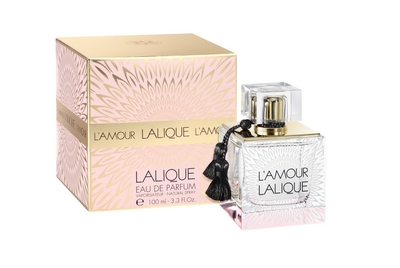 L'AMOUR LALIQUE L'AMOUR
LALIQUE
EAU DE PARFUM
VAPORISATEUR - NATURAL SPRAY
100 ml - 3.3 fl.Oz.
L'AMOUR
LALIQUE